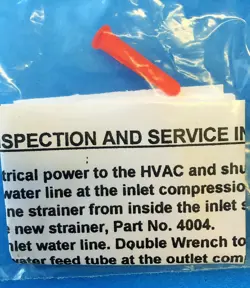 SPECTION AND SERVICE IN
trical power to the HVAC and shu
water line at the inlet compressio
ne strainer from inside the inlet s
new strainer, Part No. 4004.
nlet water line. Double Wrench to
water feed tube at the outlet com